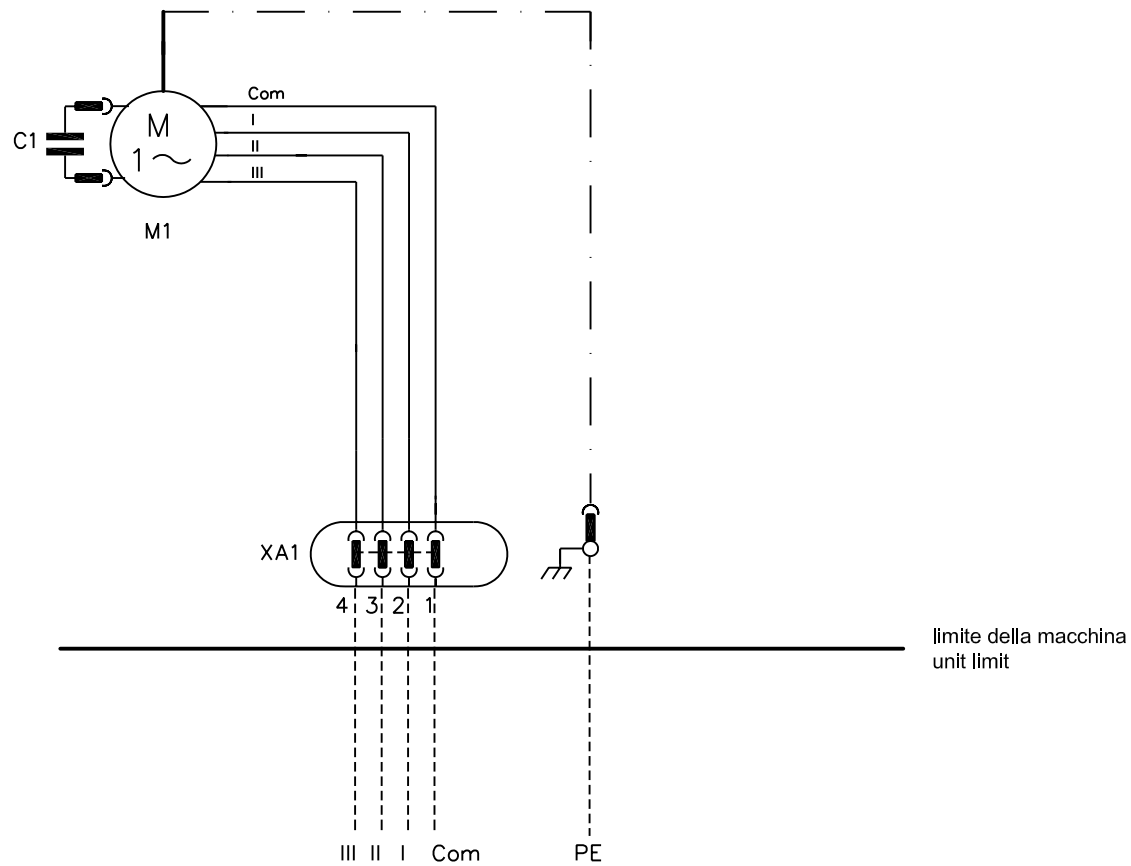 Com
I
II
III
C1
M
1~
M1
XA1
4 3 2 1
limite della macchina
unit limit
III II I Com PE